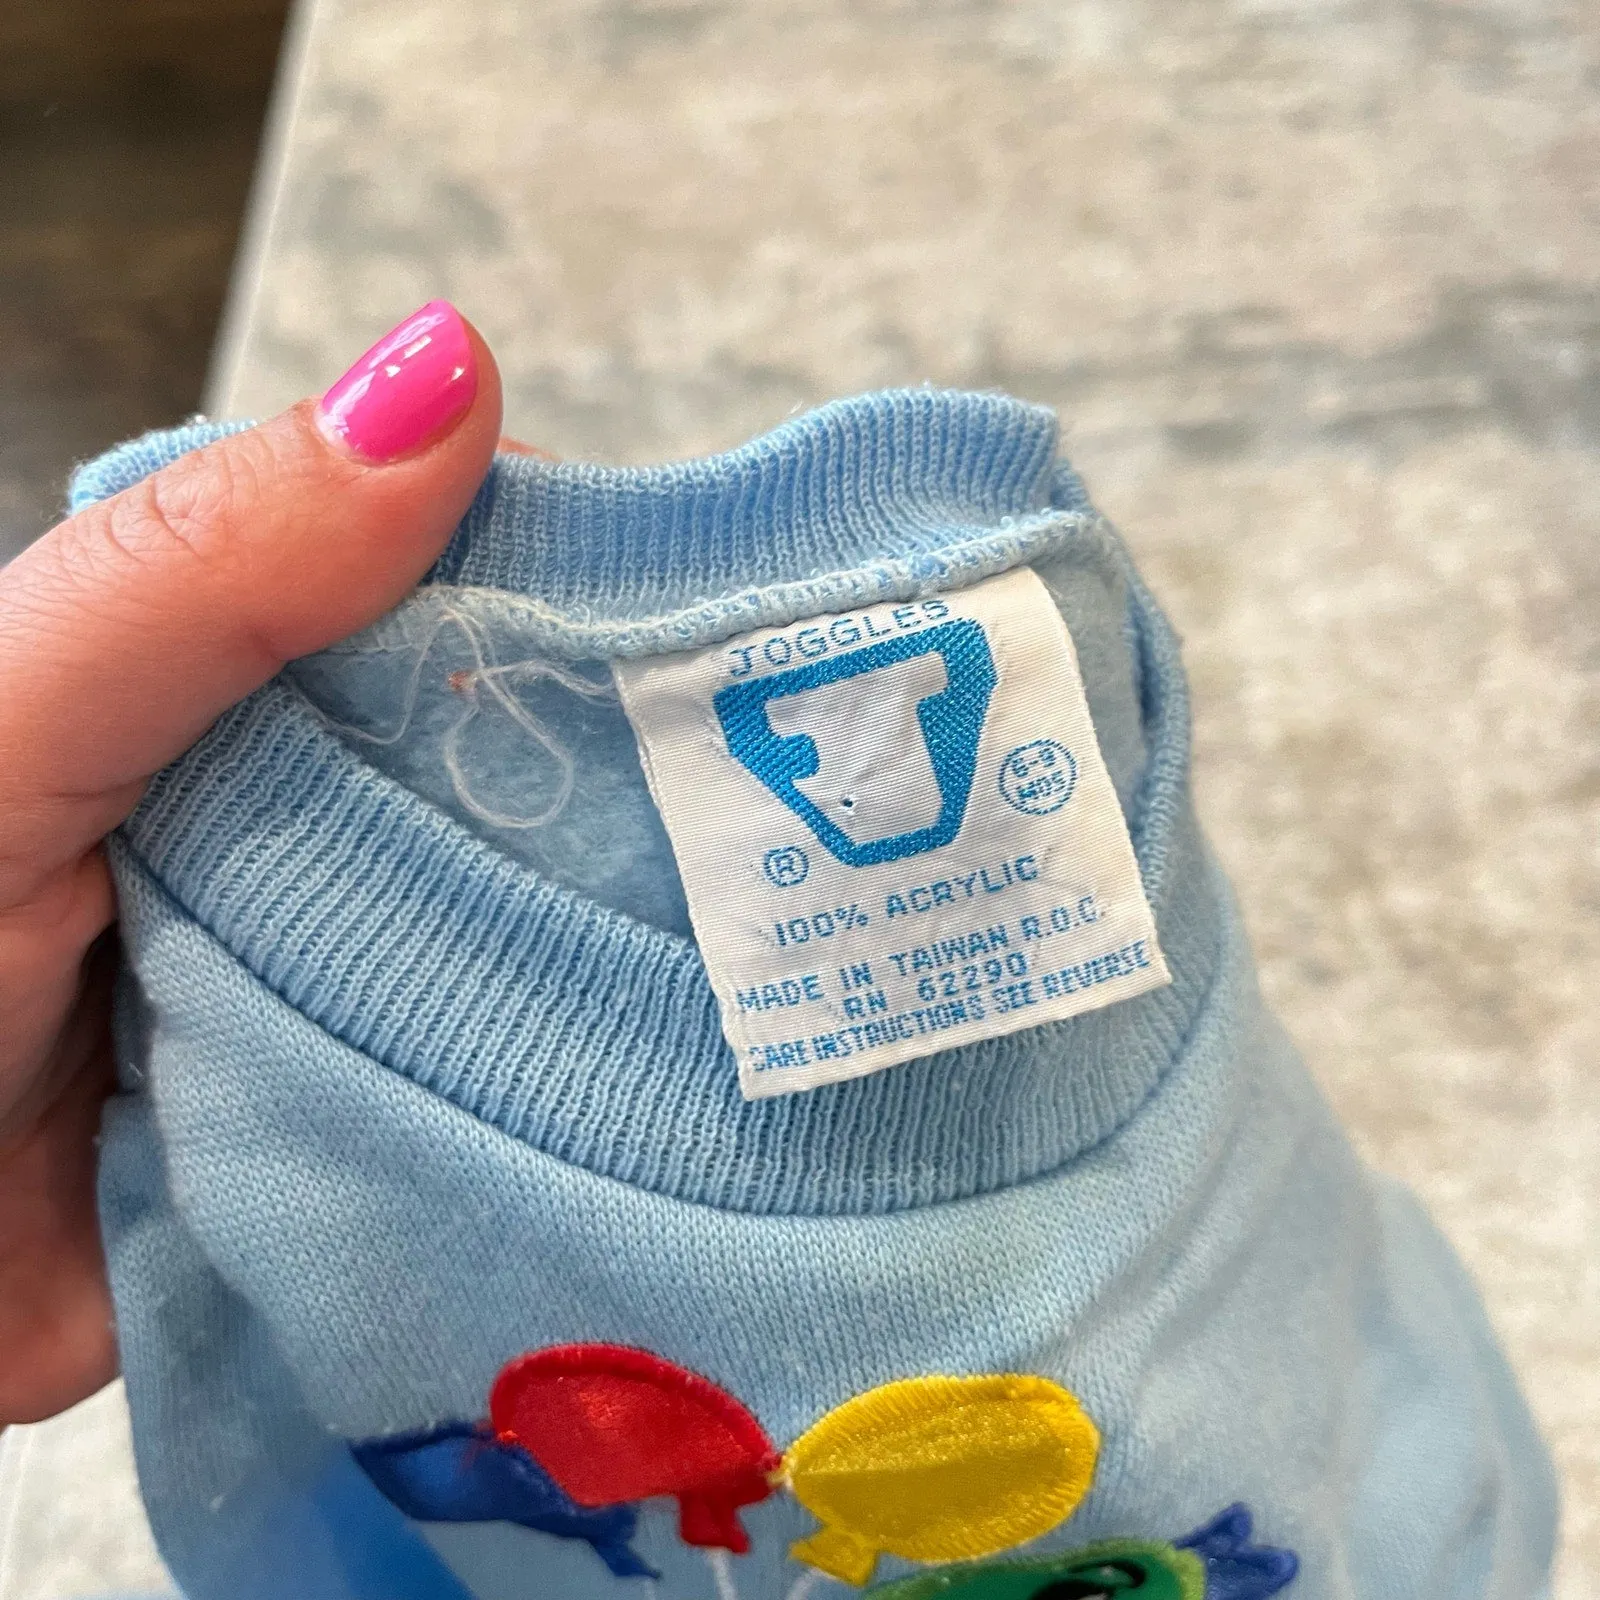 JOGGLES
J
6-9
MOS
®
100% ACRYLIC
MADE IN TAIWAN R.O.C.
RN 62290
CARE INSTRUCTIONS SEE REVERSE